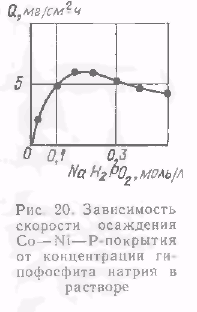 Q, мг/см²ч
5
0 0,1 0,3
NaH₂PO₂, моль/л
Рис. 20. Зависимость
скорости осаждения
Co—Ni—P-покрытия
от концентрации ги-
пофосфита натрия в
растворе